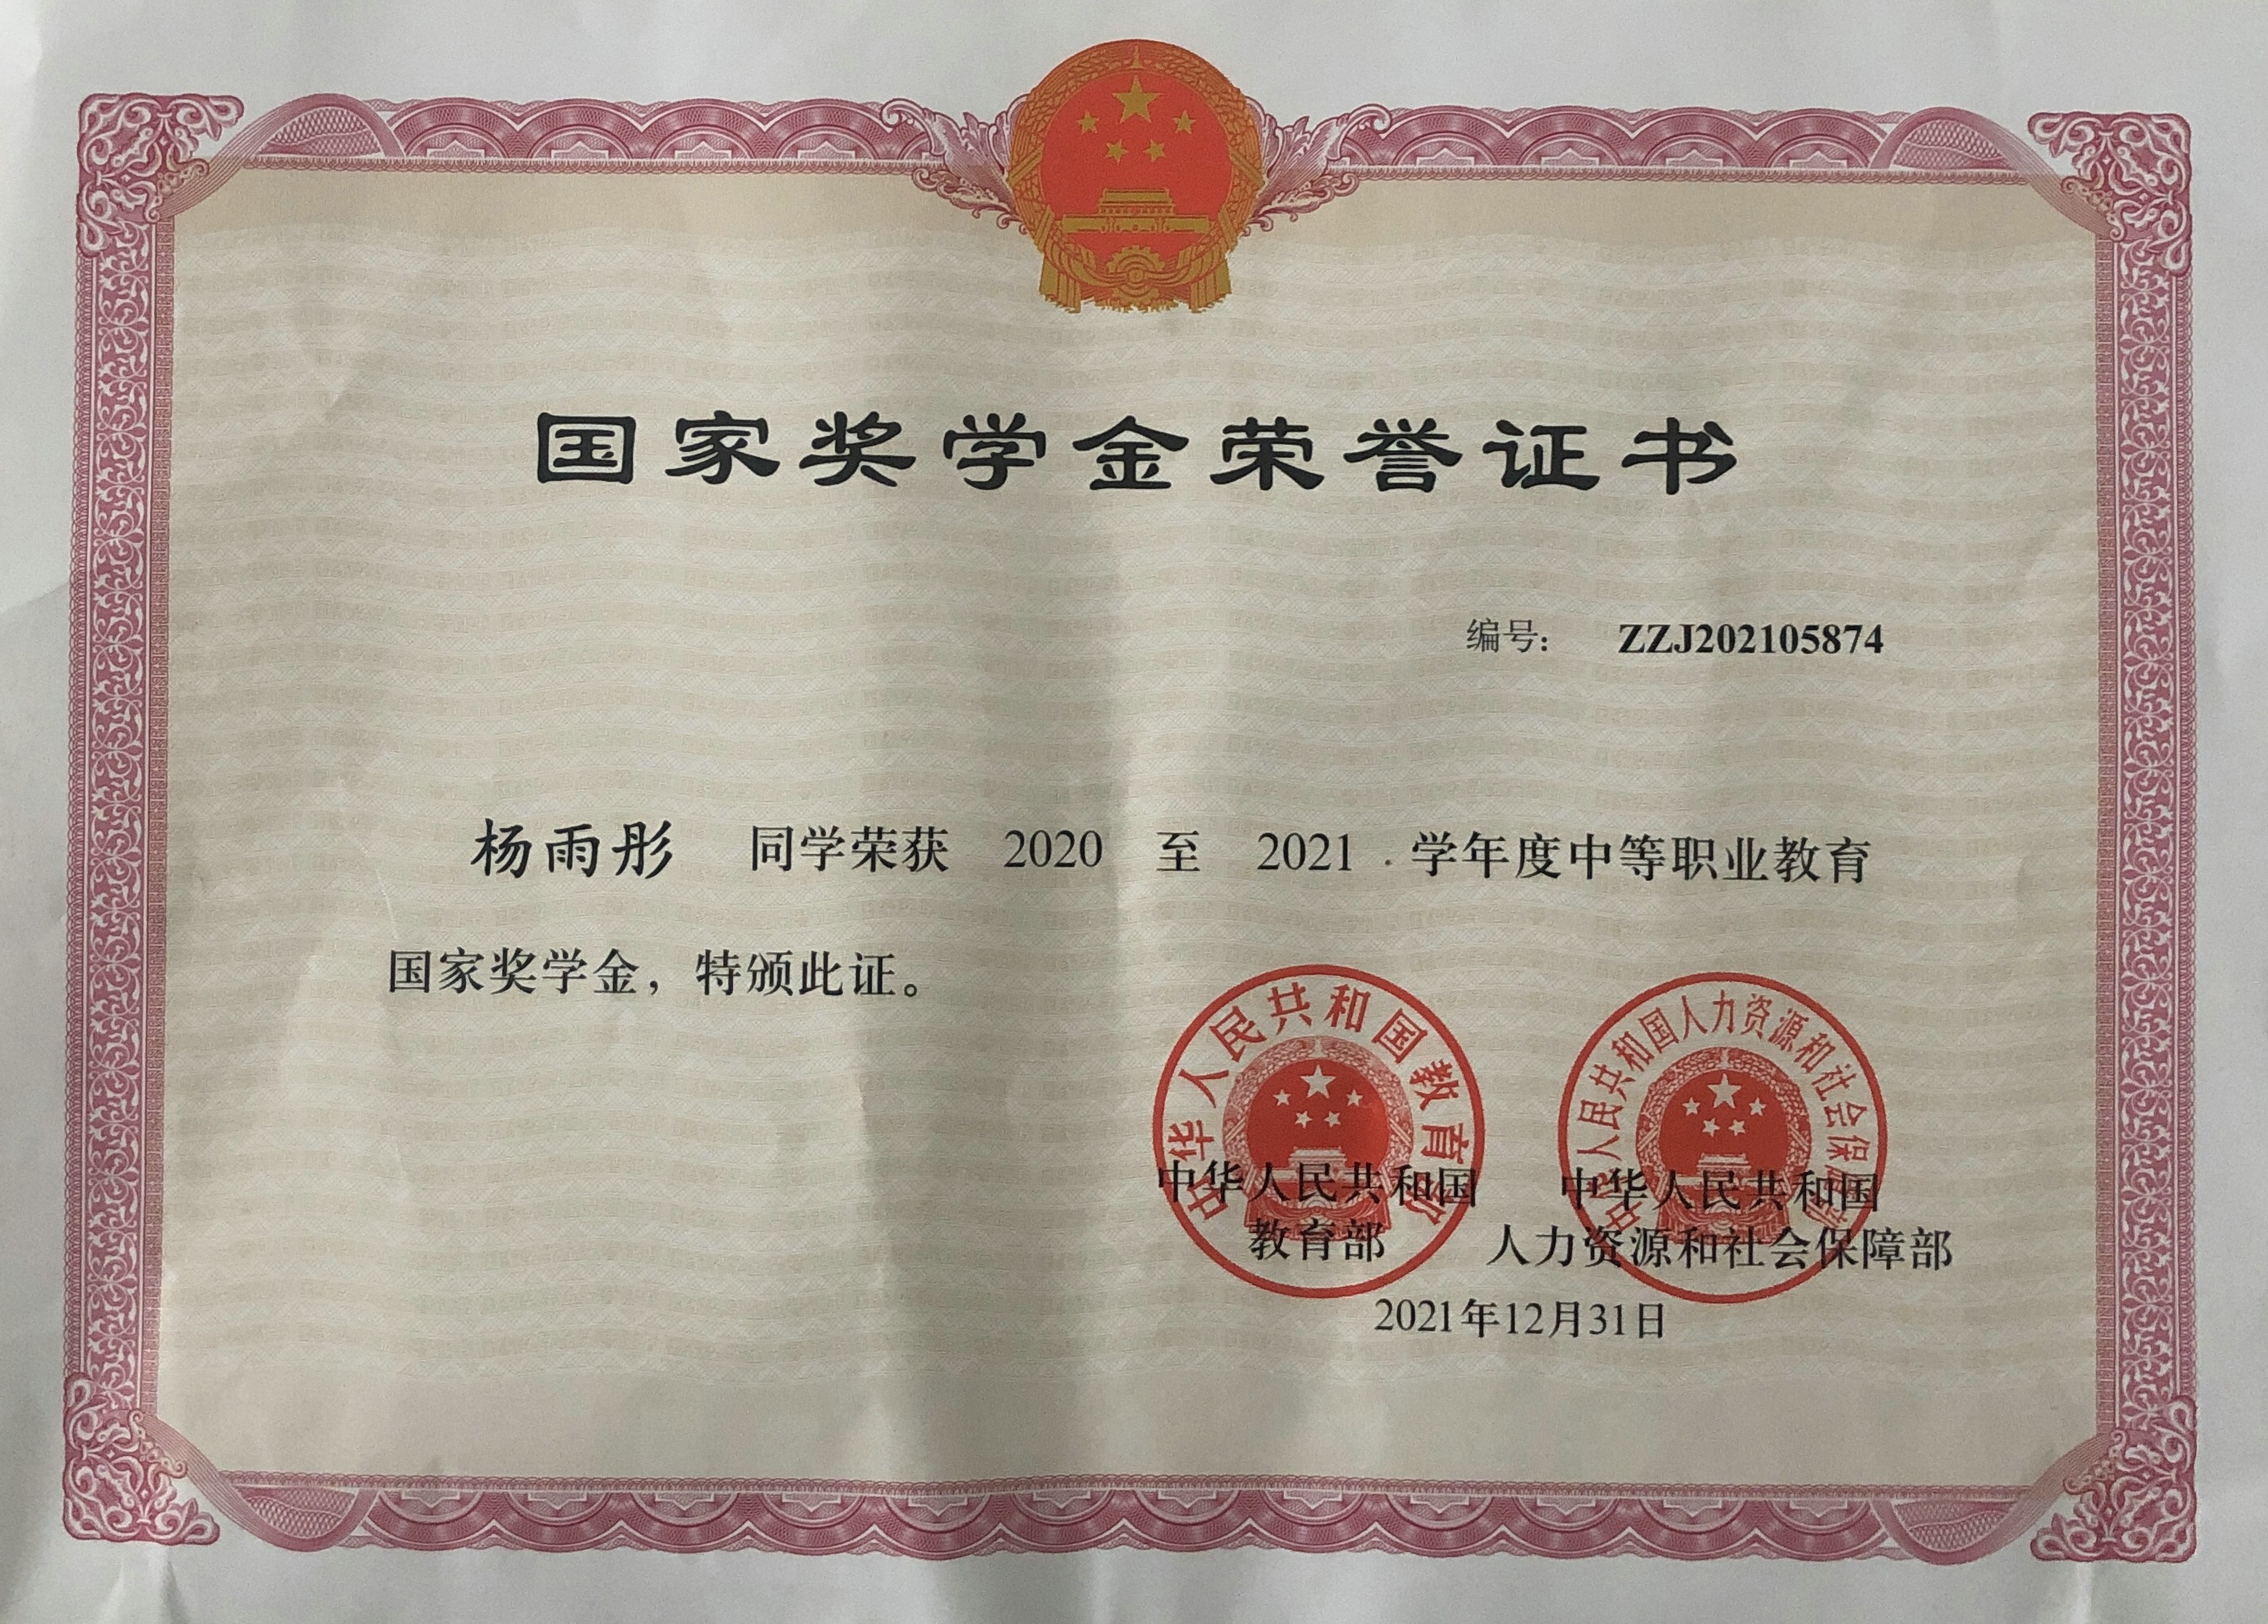 国家奖学金荣誉证书
编号： ZZJ202105874
杨雨彤 同学荣获 2020 至 2021 学年度中等职业教育
国家奖学金，特颁此证。
中华人民共和国教育部
中华人民共和国人力资源和社会保障部
中华人民共和国
教育部
中华人民共和国
人力资源和社会保障部
2021年12月31日